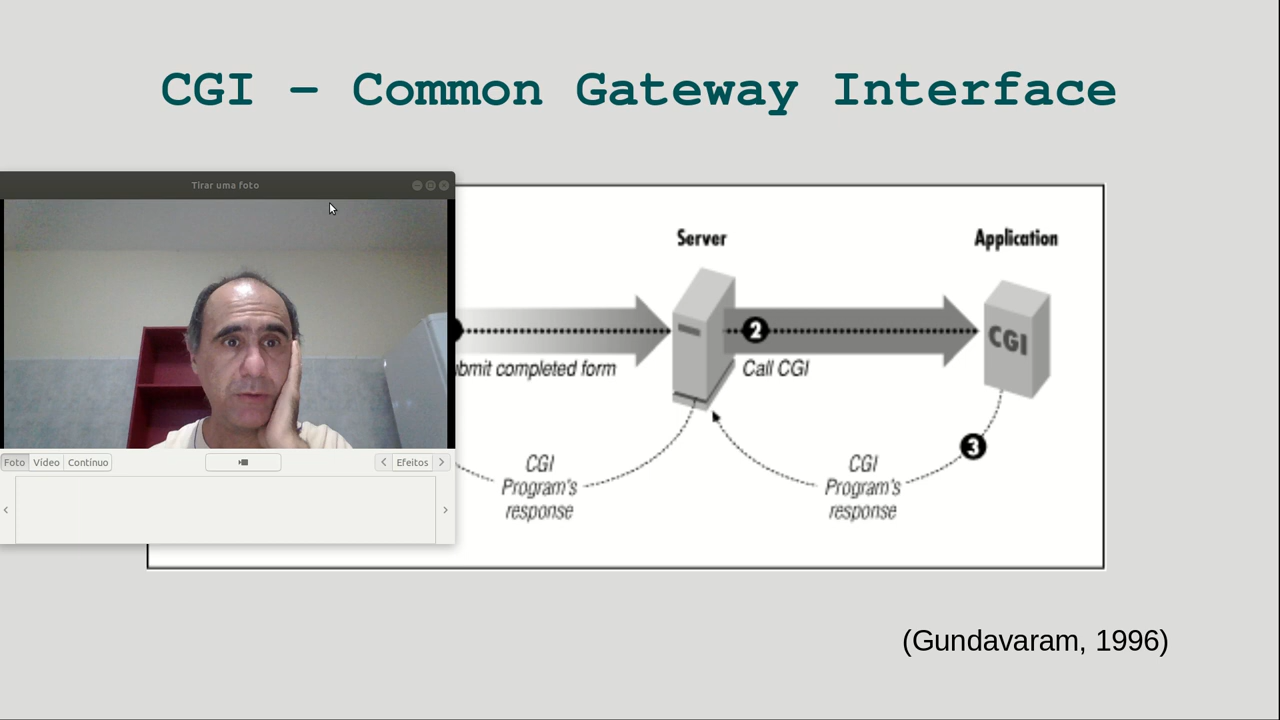 CGI – Common Gateway Interface
Tirar uma foto
Server
Application
2
CGI
bmit completed form
Call CGI
3
Foto
Vídeo
Contínuo
Efeitos
CGI
Program's
response
CGI
Program's
response
(Gundavaram, 1996)